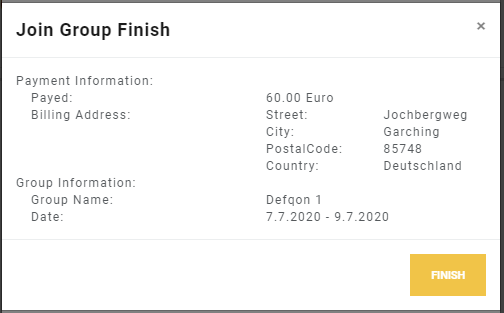 Join Group Finish ×
Payment Information:
Payed: 60.00 Euro
Billing Address: Street: Jochbergweg
City: Garching
PostalCode: 85748
Country: Deutschland
Group Information:
Group Name: Defqon 1
Date: 7.7.2020 - 9.7.2020
FINISH